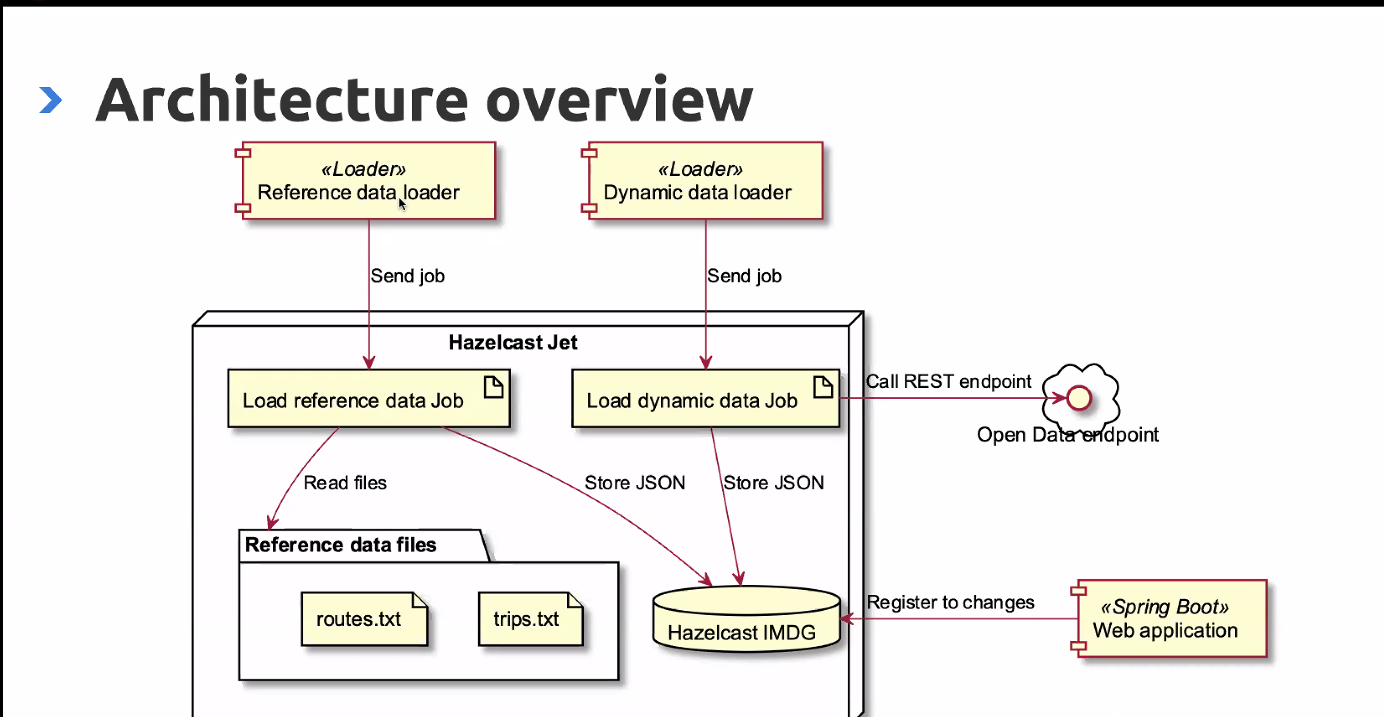 Architecture overview
«Loader»
Reference data loader
«Loader»
Dynamic data loader
Send job
Send job
Hazelcast Jet
Load reference data Job
Load dynamic data Job
Call REST endpoint
Open Data endpoint
Read files
Store JSON
Store JSON
Reference data files
routes.txt
trips.txt
Hazelcast IMDG
Register to changes
«Spring Boot»
Web application